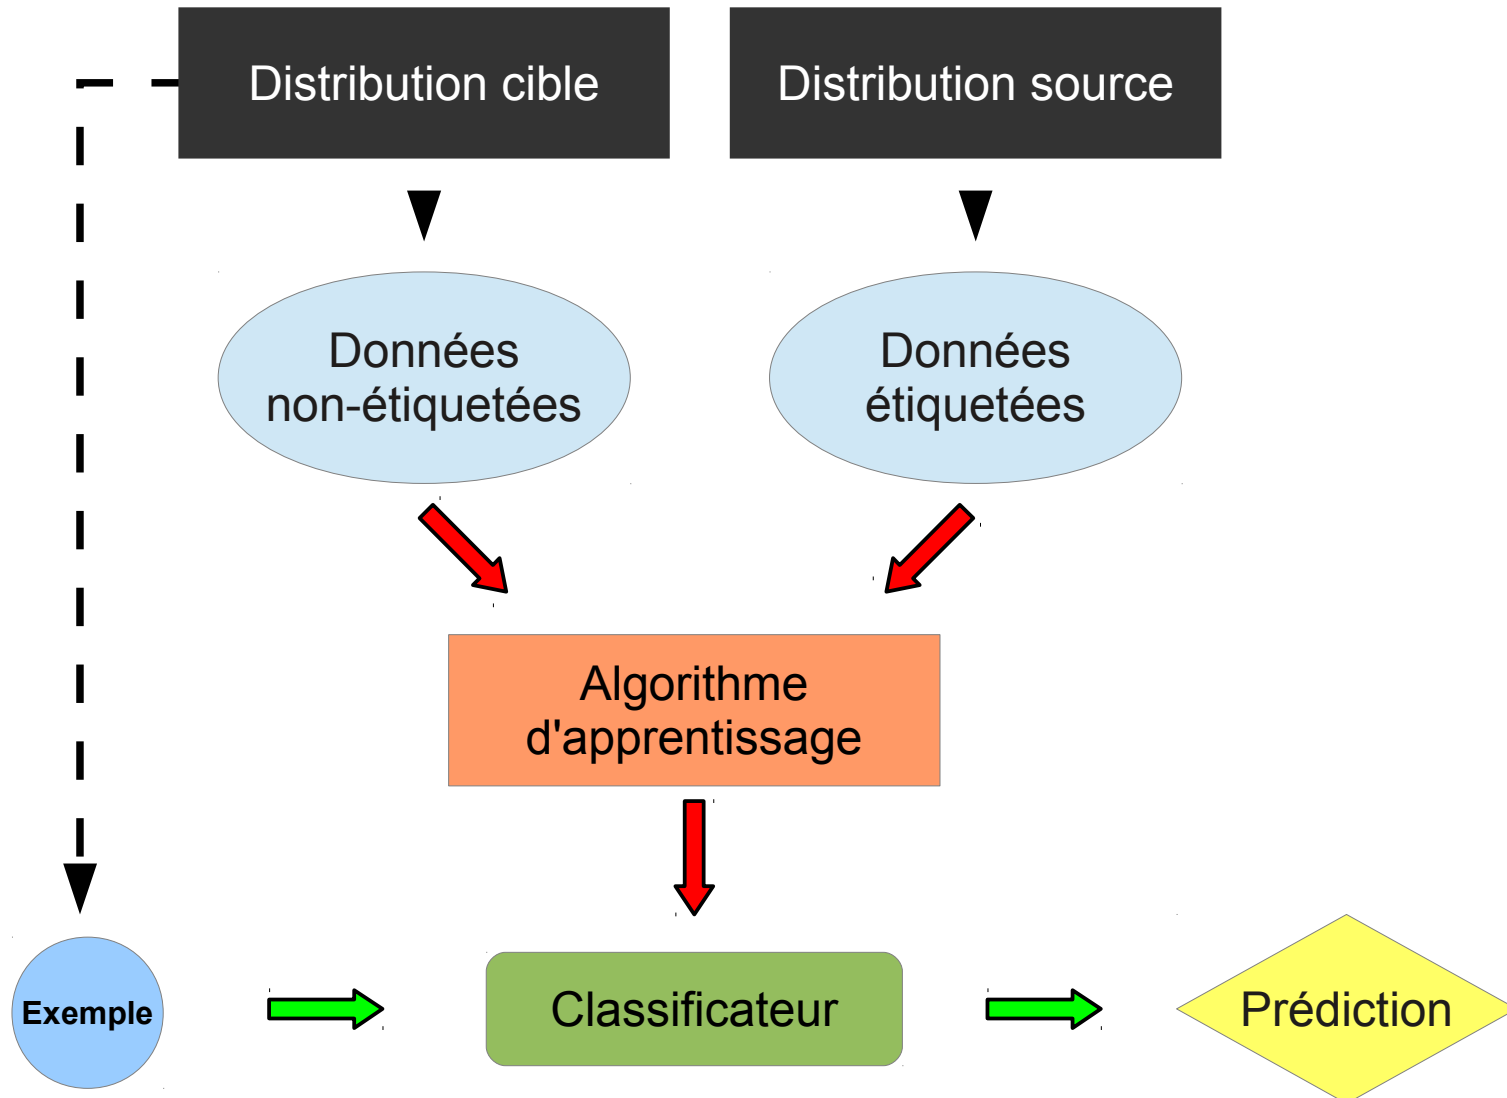 Distribution cible
Distribution source
Données
non-étiquetées
Données
étiquetées
Algorithme
d'apprentissage
Exemple
Classificateur
Prédiction